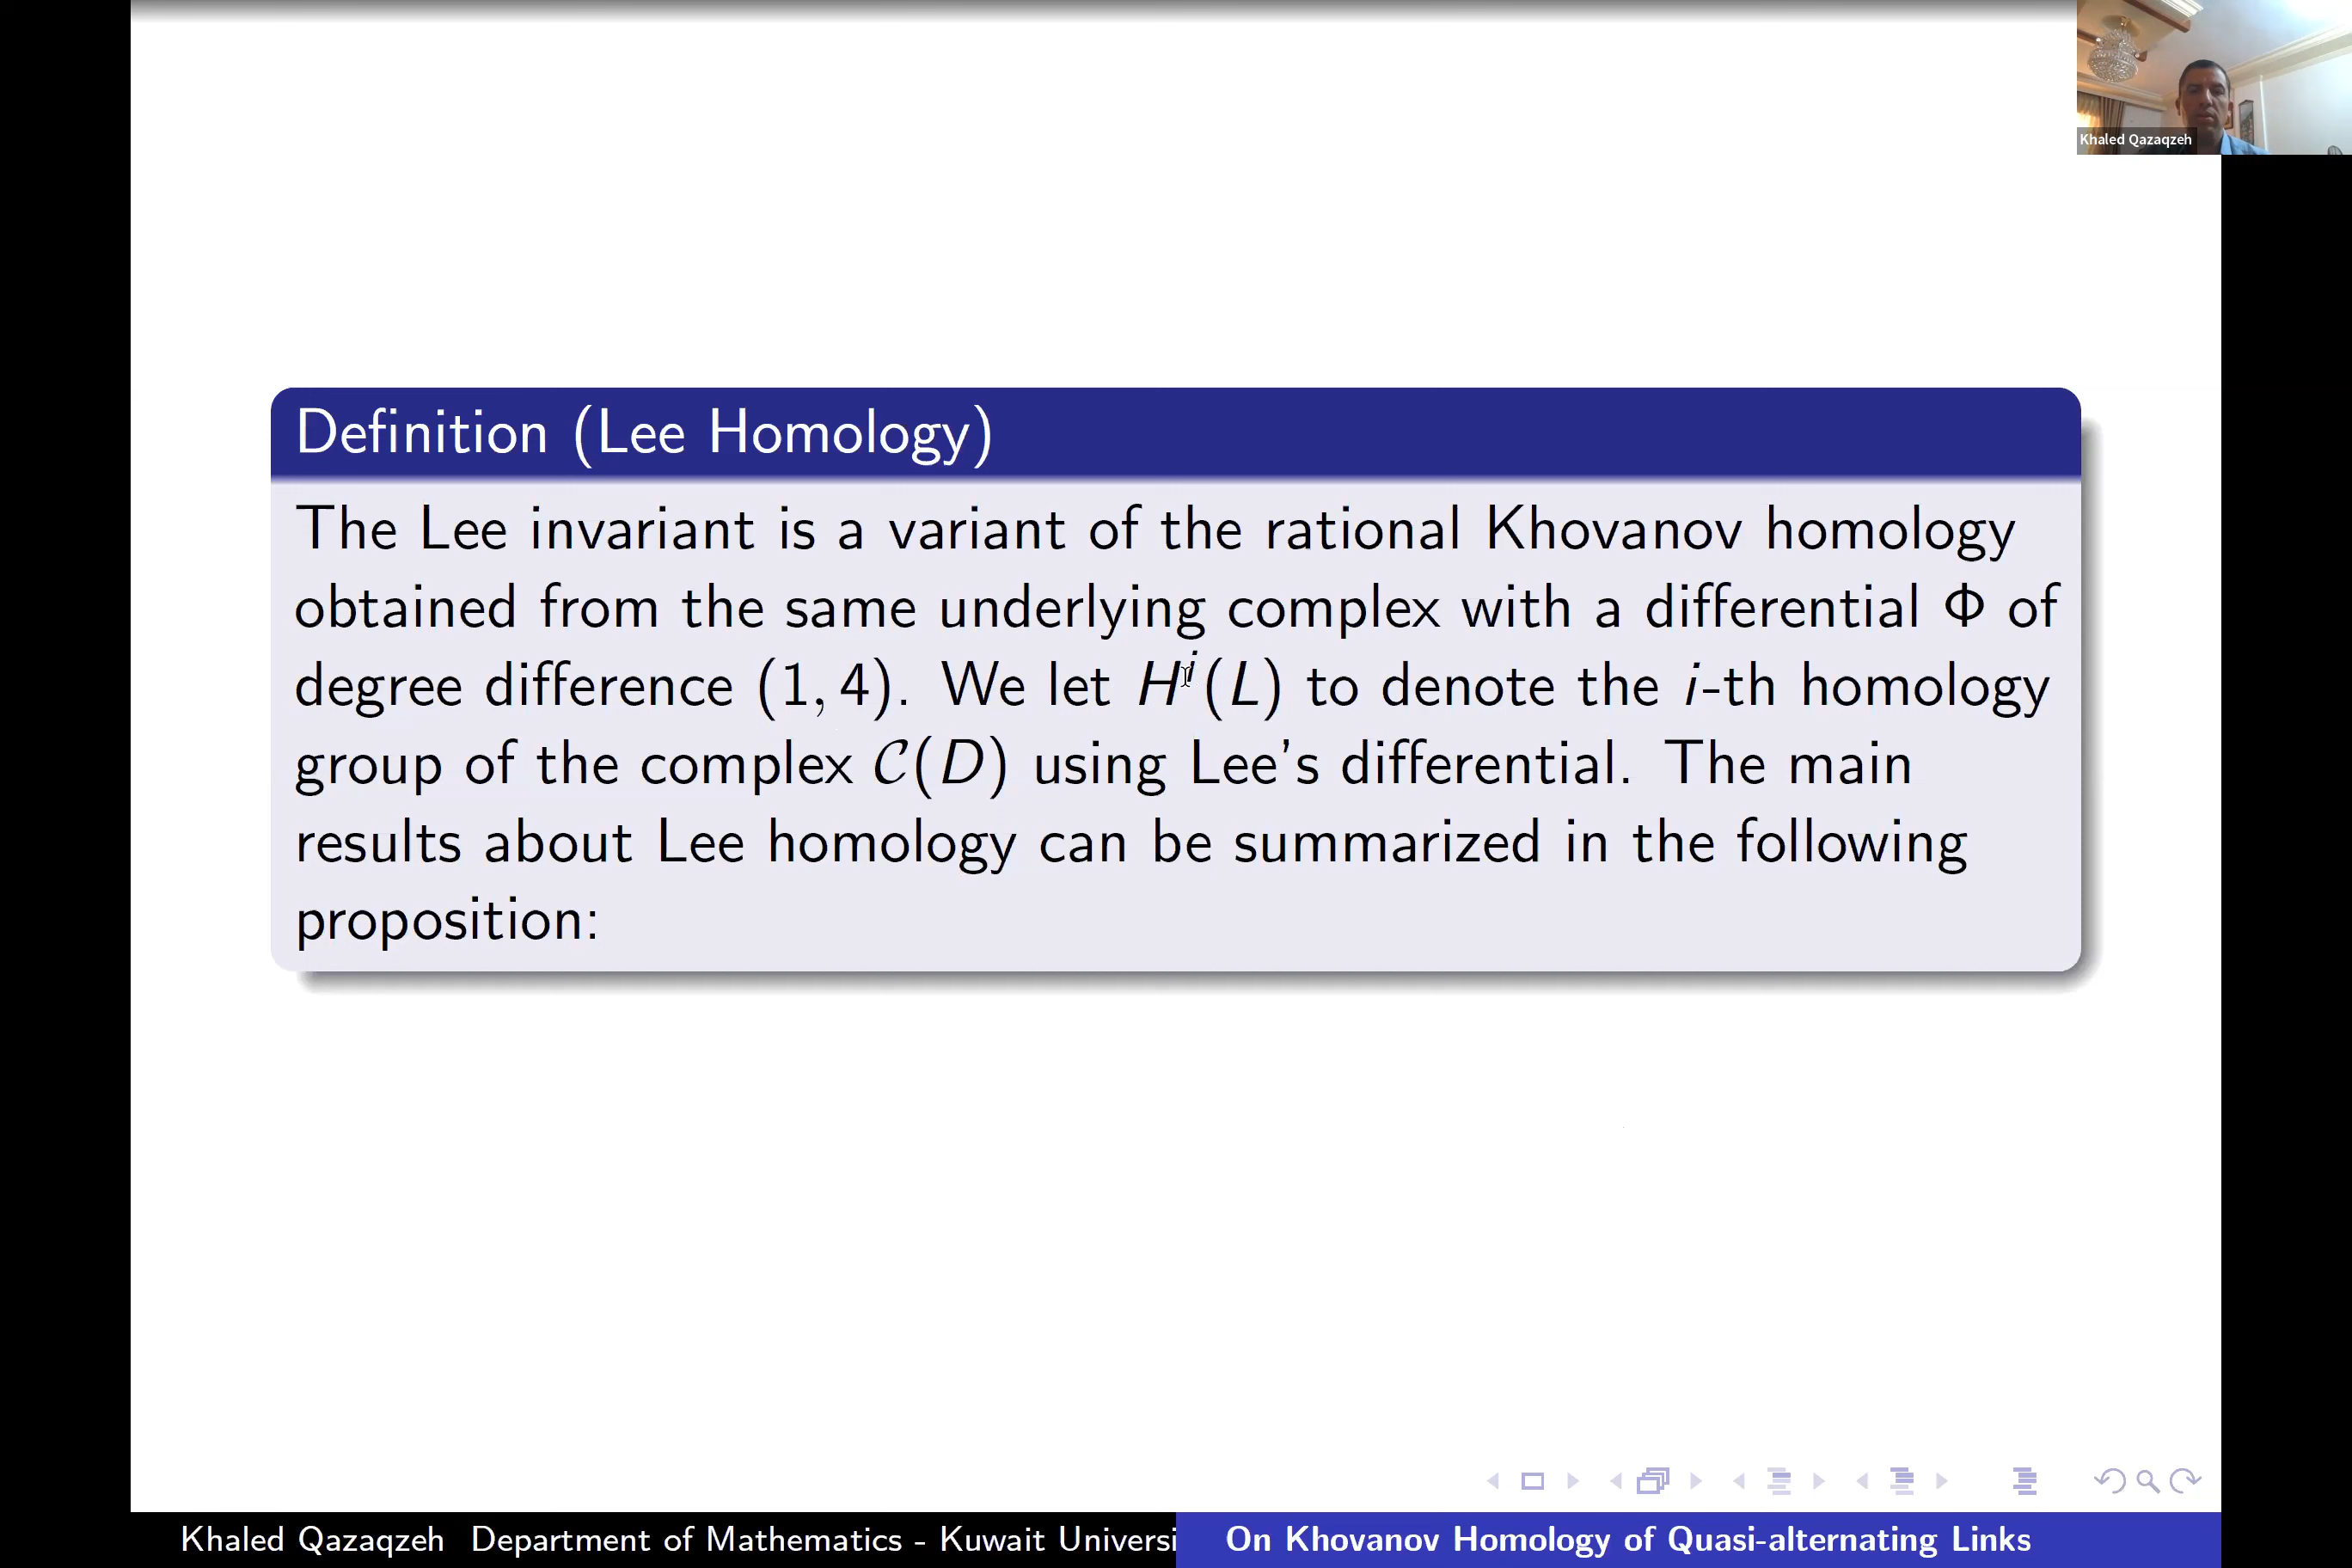 Khaled Qazaqzeh
Definition (Lee Homology)
The Lee invariant is a variant of the rational Khovanov homology
obtained from the same underlying complex with a differential Φ of
degree difference (1, 4). We let Hⁱ(L) to denote the i-th homology
group of the complex 𝒞(D) using Lee's differential. The main
results about Lee homology can be summarized in the following
proposition:
Khaled Qazaqzeh Department of Mathematics - Kuwait Universi
On Khovanov Homology of Quasi-alternating Links